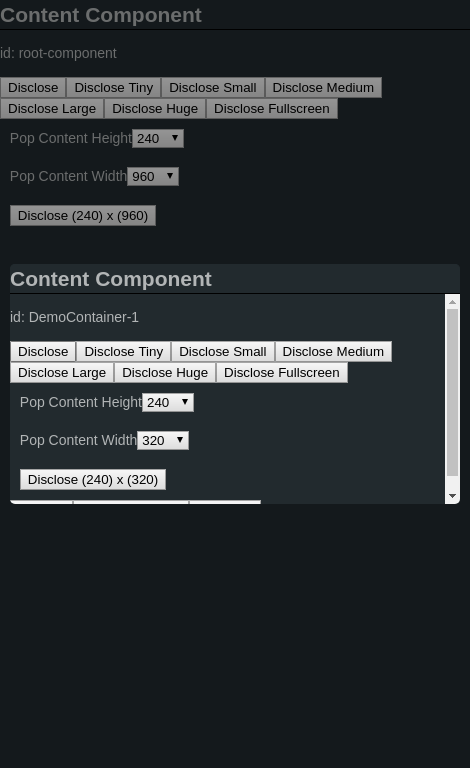 Content Component
id: root-component
Disclose Disclose Tiny Disclose Small Disclose Medium
Disclose Large Disclose Huge Disclose Fullscreen
Pop Content Height 240
Pop Content Width 960
Disclose (240) x (960)
Content Component
id: DemoContainer-1
Disclose Disclose Tiny Disclose Small Disclose Medium
Disclose Large Disclose Huge Disclose Fullscreen
Pop Content Height 240
Pop Content Width 320
Disclose (240) x (320)